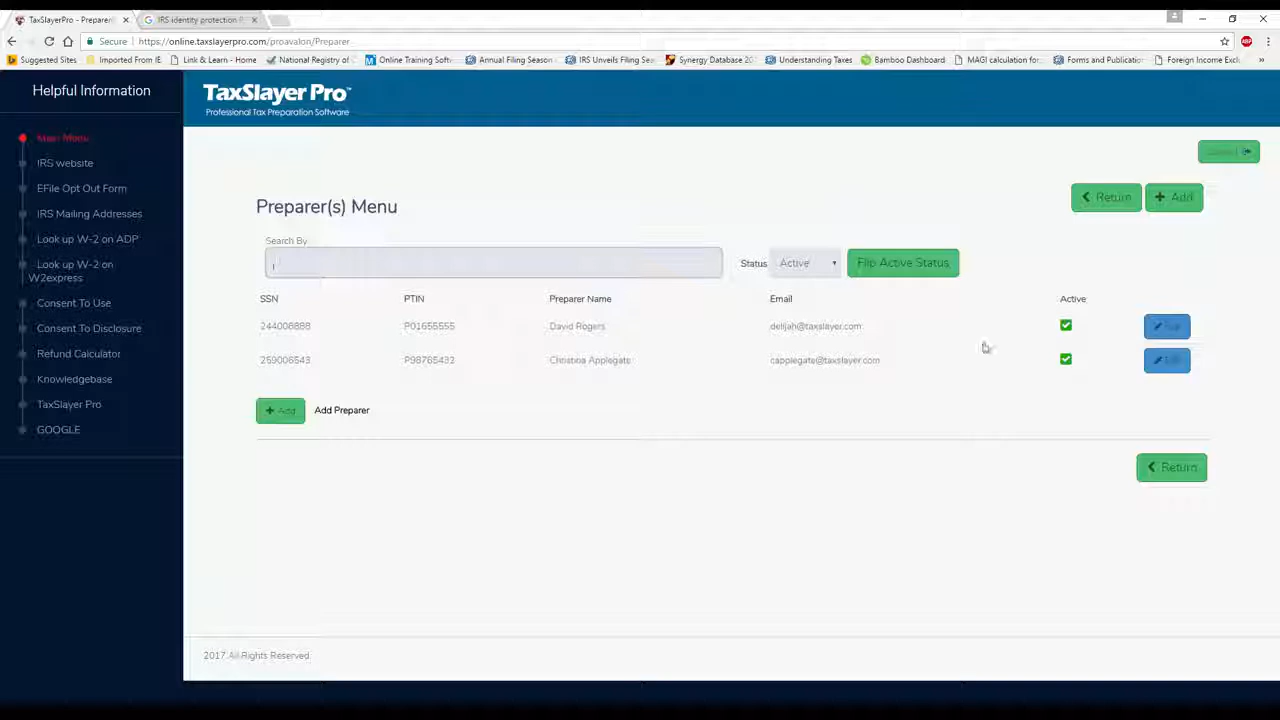 TaxSlayerPro - Preparer
IRS identity protection P
Secure | https://online.taxslayerpro.com/proavalon/Preparer
Suggested Sites Imported From IE Link & Learn - Home National Registry of Online Training Soft Annual Filing Season IRS Unveils Filing Sea Synergy Database 20 Understanding Taxes Bamboo Dashboard MAGI calculation for Forms and Publication Foreign Income Excl
Helpful Information
Main Menu
IRS website
EFile Opt Out Form
IRS Mailing Addresses
Look up W-2 on ADP
Look up W-2 on
W2express
Consent To Use
Consent To Disclosure
Refund Calculator
Knowledgebase
TaxSlayer Pro
GOOGLE
TaxSlayer Pro™
Professional Tax Preparation Software
Preparer(s) Menu
Return
Add
Search By
Status
Active
Flip Active Status
SSN PTIN Preparer Name Email Active
244008888 P01655555 David Rogers delijah@taxslayer.com
259006543 P98765432 Christina Applegate capplegate@taxslayer.com
Add
Add Preparer
Return
2017 All Rights Reserved.